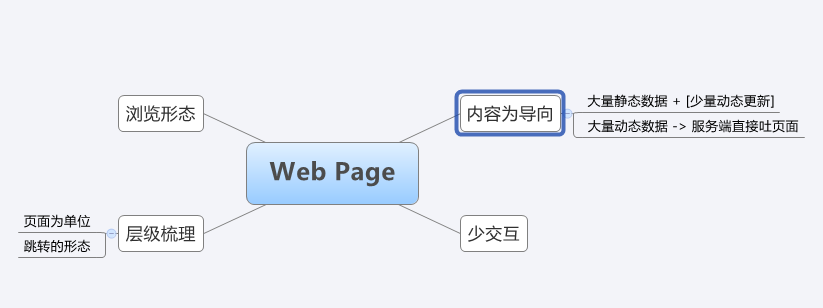 浏览形态
内容为导向
大量静态数据 + [少量动态更新]
大量动态数据 -> 服务端直接吐页面
Web Page
页面为单位
跳转的形态
层级梳理
少交互